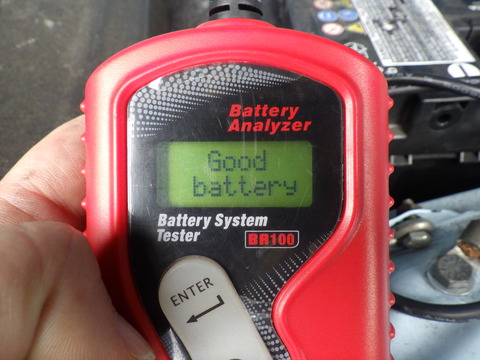 Battery
Analyzer
Good
battery
Battery System
Tester
BR100
ENTER